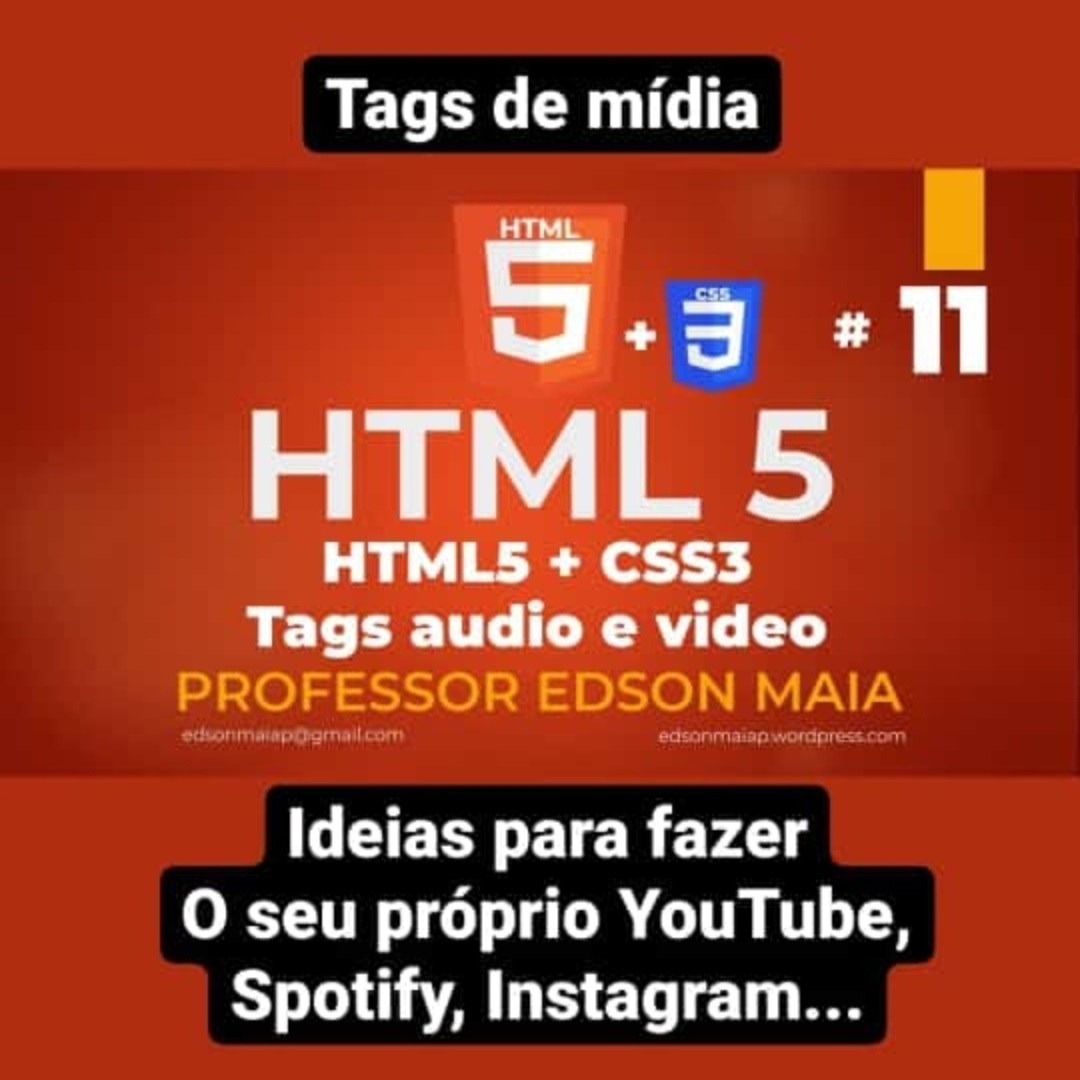 Tags de mídia
HTML
5
+
CSS
3
# 11
HTML 5
HTML5 + CSS3
Tags audio e video
PROFESSOR EDSON MAIA
edsonmaiap@gmail.com
edsonmaiap.wordpress.com
Ideias para fazer
O seu próprio YouTube,
Spotify, Instagram...